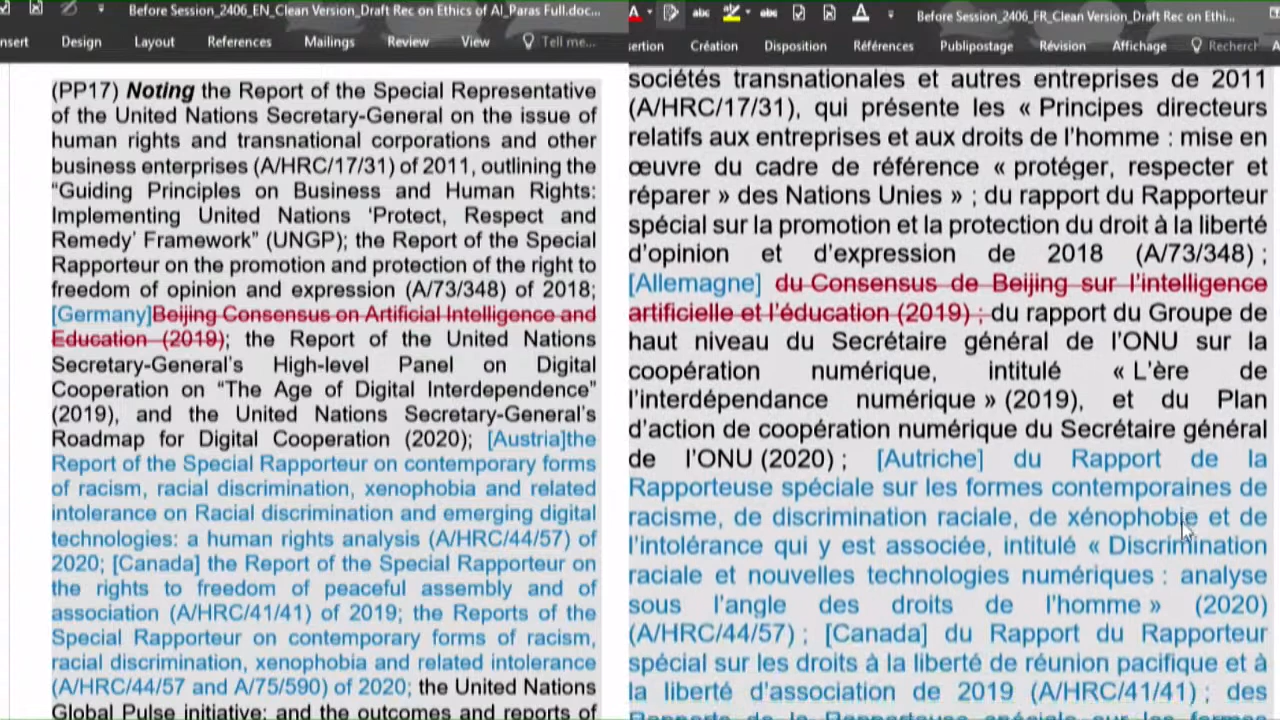 Before Session_2406_EN_Clean Version_Draft Rec on Ethics of AI_Paras Full.doc...
nsert Design Layout References Mailings Review View Tell me...
(PP17) Noting the Report of the Special Representative
of the United Nations Secretary-General on the issue of
human rights and transnational corporations and other
business enterprises (A/HRC/17/31) of 2011, outlining the
“Guiding Principles on Business and Human Rights:
Implementing United Nations ‘Protect, Respect and
Remedy’ Framework” (UNGP); the Report of the Special
Rapporteur on the promotion and protection of the right to
freedom of opinion and expression (A/73/348) of 2018;
[Germany]Beijing Consensus on Artificial Intelligence and
Education (2019); the Report of the United Nations
Secretary-General’s High-level Panel on Digital
Cooperation on “The Age of Digital Interdependence”
(2019), and the United Nations Secretary-General’s
Roadmap for Digital Cooperation (2020); [Austria]the
Report of the Special Rapporteur on contemporary forms
of racism, racial discrimination, xenophobia and related
intolerance on Racial discrimination and emerging digital
technologies: a human rights analysis (A/HRC/44/57) of
2020; [Canada] the Report of the Special Rapporteur on
the rights to freedom of peaceful assembly and of
association (A/HRC/41/41) of 2019; the Reports of the
Special Rapporteur on contemporary forms of racism,
racial discrimination, xenophobia and related intolerance
(A/HRC/44/57 and A/75/590) of 2020; the United Nations
Global Pulse initiative; and the outcomes and reports of
A abc abc A
Before Session_2406_FR_Clean Version_Draft Rec on Ethi...
ertion Création Disposition Références Publipostage Révision Affichage Recherc
sociétés transnationales et autres entreprises de 2011
(A/HRC/17/31), qui présente les « Principes directeurs
relatifs aux entreprises et aux droits de l’homme : mise en
œuvre du cadre de référence « protéger, respecter et
réparer » des Nations Unies » ; du rapport du Rapporteur
spécial sur la promotion et la protection du droit à la liberté
d’opinion et d’expression de 2018 (A/73/348) ;
[Allemagne] du Consensus de Beijing sur l’intelligence
artificielle et l’éducation (2019) ; du rapport du Groupe de
haut niveau du Secrétaire général de l’ONU sur la
coopération numérique, intitulé « L’ère de
l’interdépendance numérique » (2019), et du Plan
d’action de coopération numérique du Secrétaire général
de l’ONU (2020) ; [Autriche] du Rapport de la
Rapporteuse spéciale sur les formes contemporaines de
racisme, de discrimination raciale, de xénophobie et de
l’intolérance qui y est associée, intitulé « Discrimination
raciale et nouvelles technologies numériques : analyse
sous l’angle des droits de l’homme » (2020)
(A/HRC/44/57) ; [Canada] du Rapport du Rapporteur
spécial sur les droits à la liberté de réunion pacifique et à
la liberté d’association de 2019 (A/HRC/41/41) ; des
Rapports de la Rapporteuse spéciale sur les formes